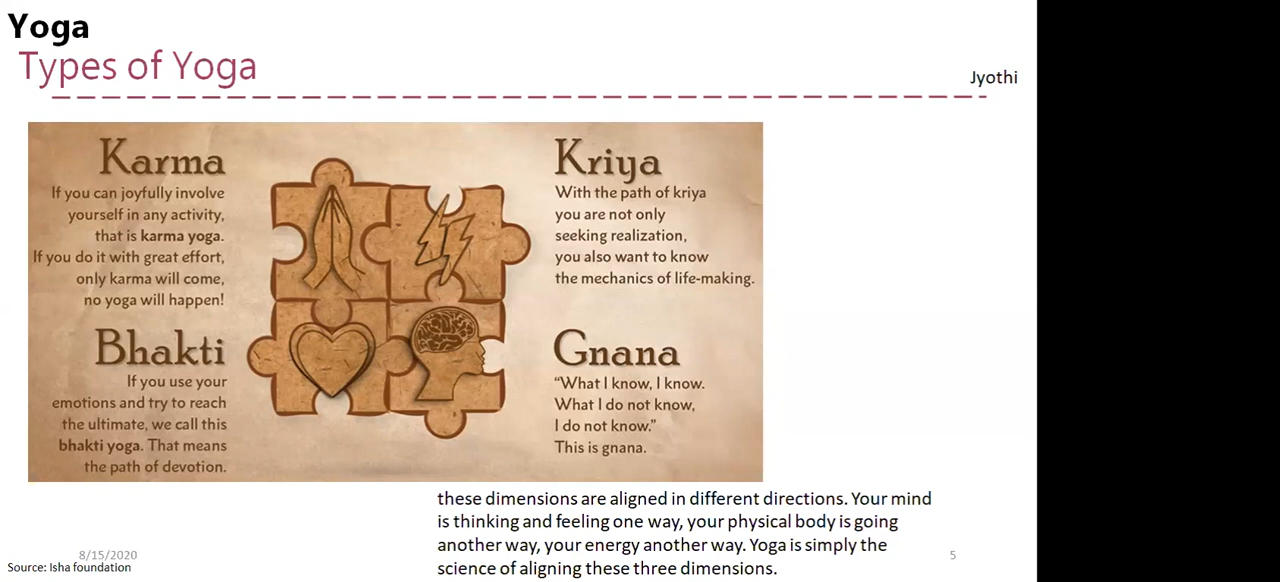 Yoga
Types of Yoga
Jyothi
Karma
If you can joyfully involve
yourself in any activity,
that is karma yoga.
If you do it with great effort,
only karma will come,
no yoga will happen!
Kriya
With the path of kriya
you are not only
seeking realization,
you also want to know
the mechanics of life-making.
Bhakti
If you use your
emotions and try to reach
the ultimate, we call this
bhakti yoga. That means
the path of devotion.
Gnana
“What I know, I know.
What I do not know,
I do not know.”
This is gnana.
these dimensions are aligned in different directions. Your mind
is thinking and feeling one way, your physical body is going
another way, your energy another way. Yoga is simply the
science of aligning these three dimensions.
8/15/2020
5
Source: Isha foundation